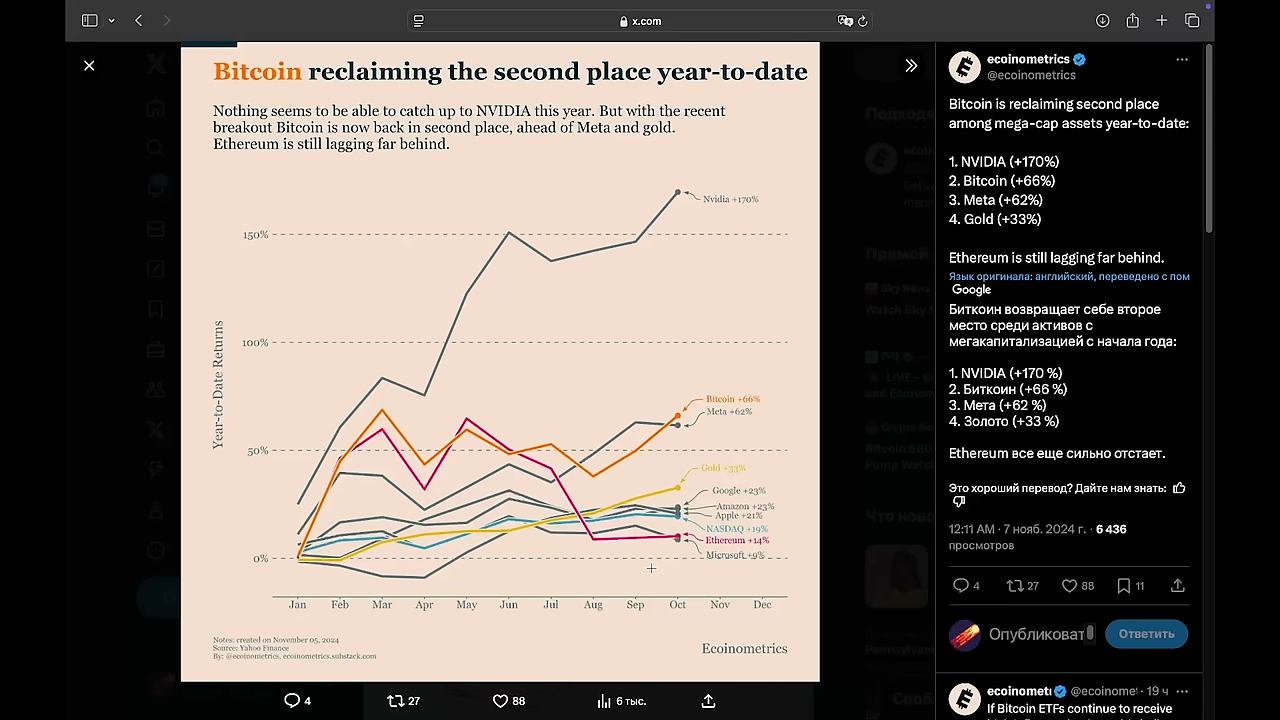 x.com
Bitcoin reclaiming the second place year-to-date
Nothing seems to be able to catch up to NVIDIA this year. But with the recent
breakout Bitcoin is now back in second place, ahead of Meta and gold.
Ethereum is still lagging far behind.
Year-to-Date Returns
150%
100%
50%
0%
Nvidia +170%
Bitcoin +66%
Meta +62%
Gold +33%
Google +23%
Amazon +23%
Apple +21%
NASDAQ +19%
Ethereum +14%
Microsoft +9%
Jan Feb Mar Apr May Jun Jul Aug Sep Oct Nov Dec
Notes: created on November 05, 2024
Source: Yahoo Finance
By: @ecoinometrics, ecoinometrics.substack.com
Ecoinometrics
4 27 88 6 тыс.
ecoinometrics
@ecoinometrics
Bitcoin is reclaiming second place
among mega-cap assets year-to-date:
1. NVIDIA (+170%)
2. Bitcoin (+66%)
3. Meta (+62%)
4. Gold (+33%)
Ethereum is still lagging far behind.
Язык оригинала: английский, переведено с пом
Google
Биткоин возвращает себе второе
место среди активов с
мегакапитализацией с начала года:
1. NVIDIA (+170 %)
2. Биткоин (+66 %)
3. Мета (+62 %)
4. Золото (+33 %)
Ethereum все еще сильно отстает.
Это хороший перевод? Дайте нам знать:
12:11 AM · 7 нояб. 2024 г. · 6 436
просмотров
4 27 88 11
Опубликоват
Ответить
ecoinometi @ecoinome · 19 ч
If Bitcoin ETFs continue to receive